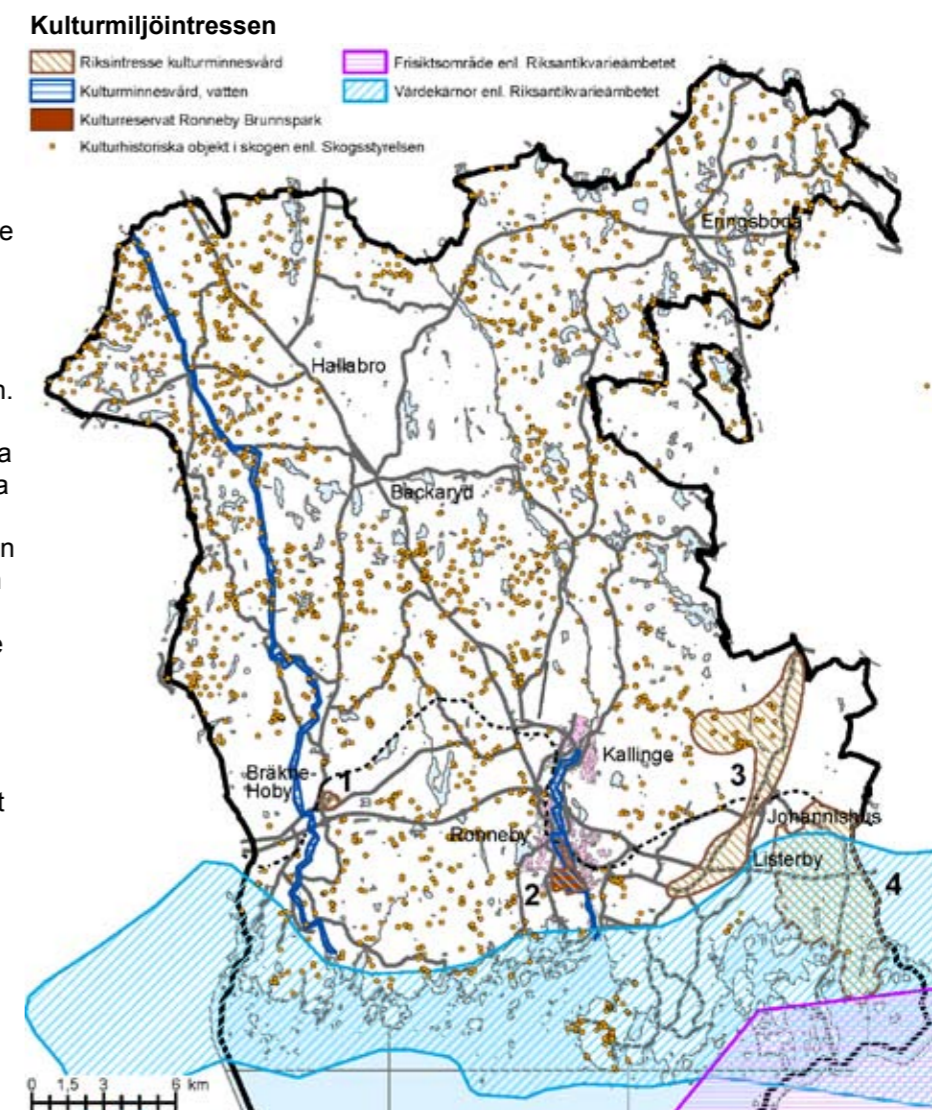 Kulturmiljöintressen
Riksintresse kulturminnesvård
Kulturminnesvård, vatten
Kulturreservat Ronneby Brunnspark
Kulturhistoriska objekt i skogen enl. Skogsstyrelsen
Frisiktsområde enl. Riksantikvarieämbetet
Värdekärnor enl. Riksantikvarieämbetet
Eringsboda
Hallabro
Backaryd
Kallinge
Bräkne-
Hoby
1
3
Johannishus
Ronneby
Listerby
2
4
0 1,5 3 6 km